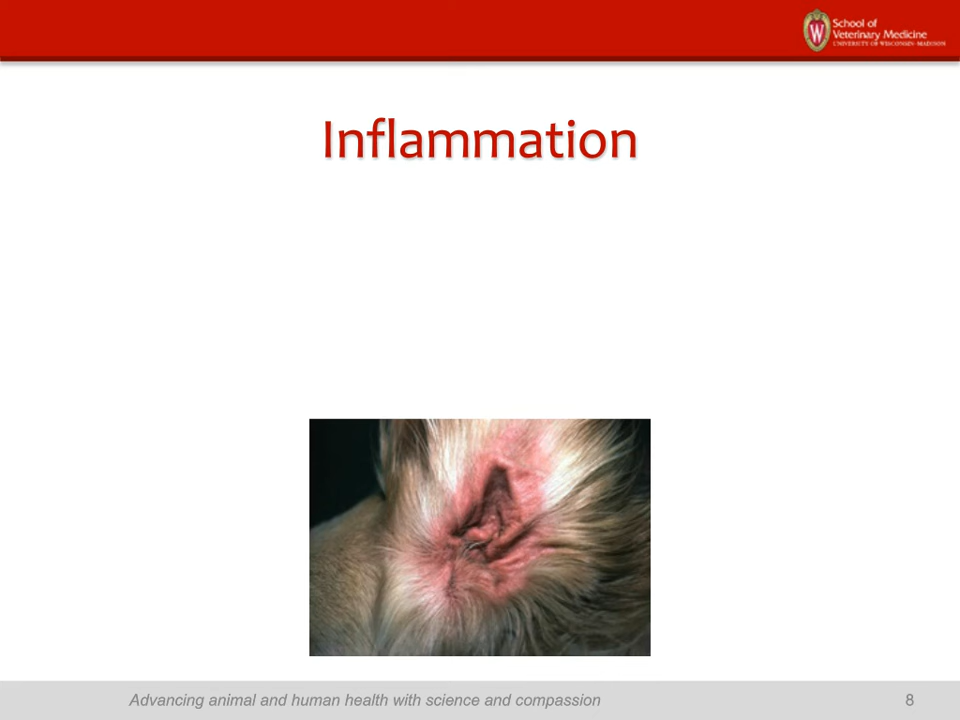 School of
Veterinary Medicine
UNIVERSITY OF WISCONSIN-MADISON
Inflammation
Advancing animal and human health with science and compassion
8